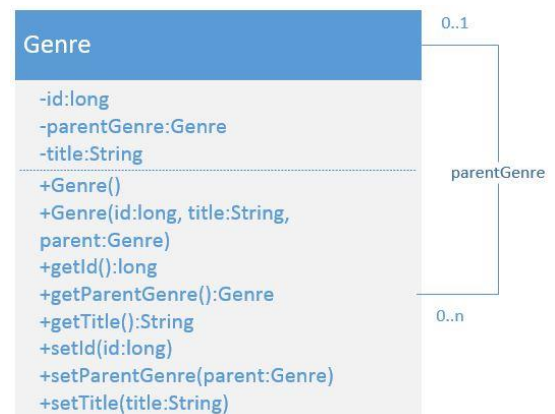 Genre
0..1
-id:long
-parentGenre:Genre
-title:String
parentGenre
+Genre()
+Genre(id:long, title:String,
parent:Genre)
+getId():long
+getParentGenre():Genre
+getTitle():String
0..n
+setId(id:long)
+setParentGenre(parent:Genre)
+setTitle(title:String)